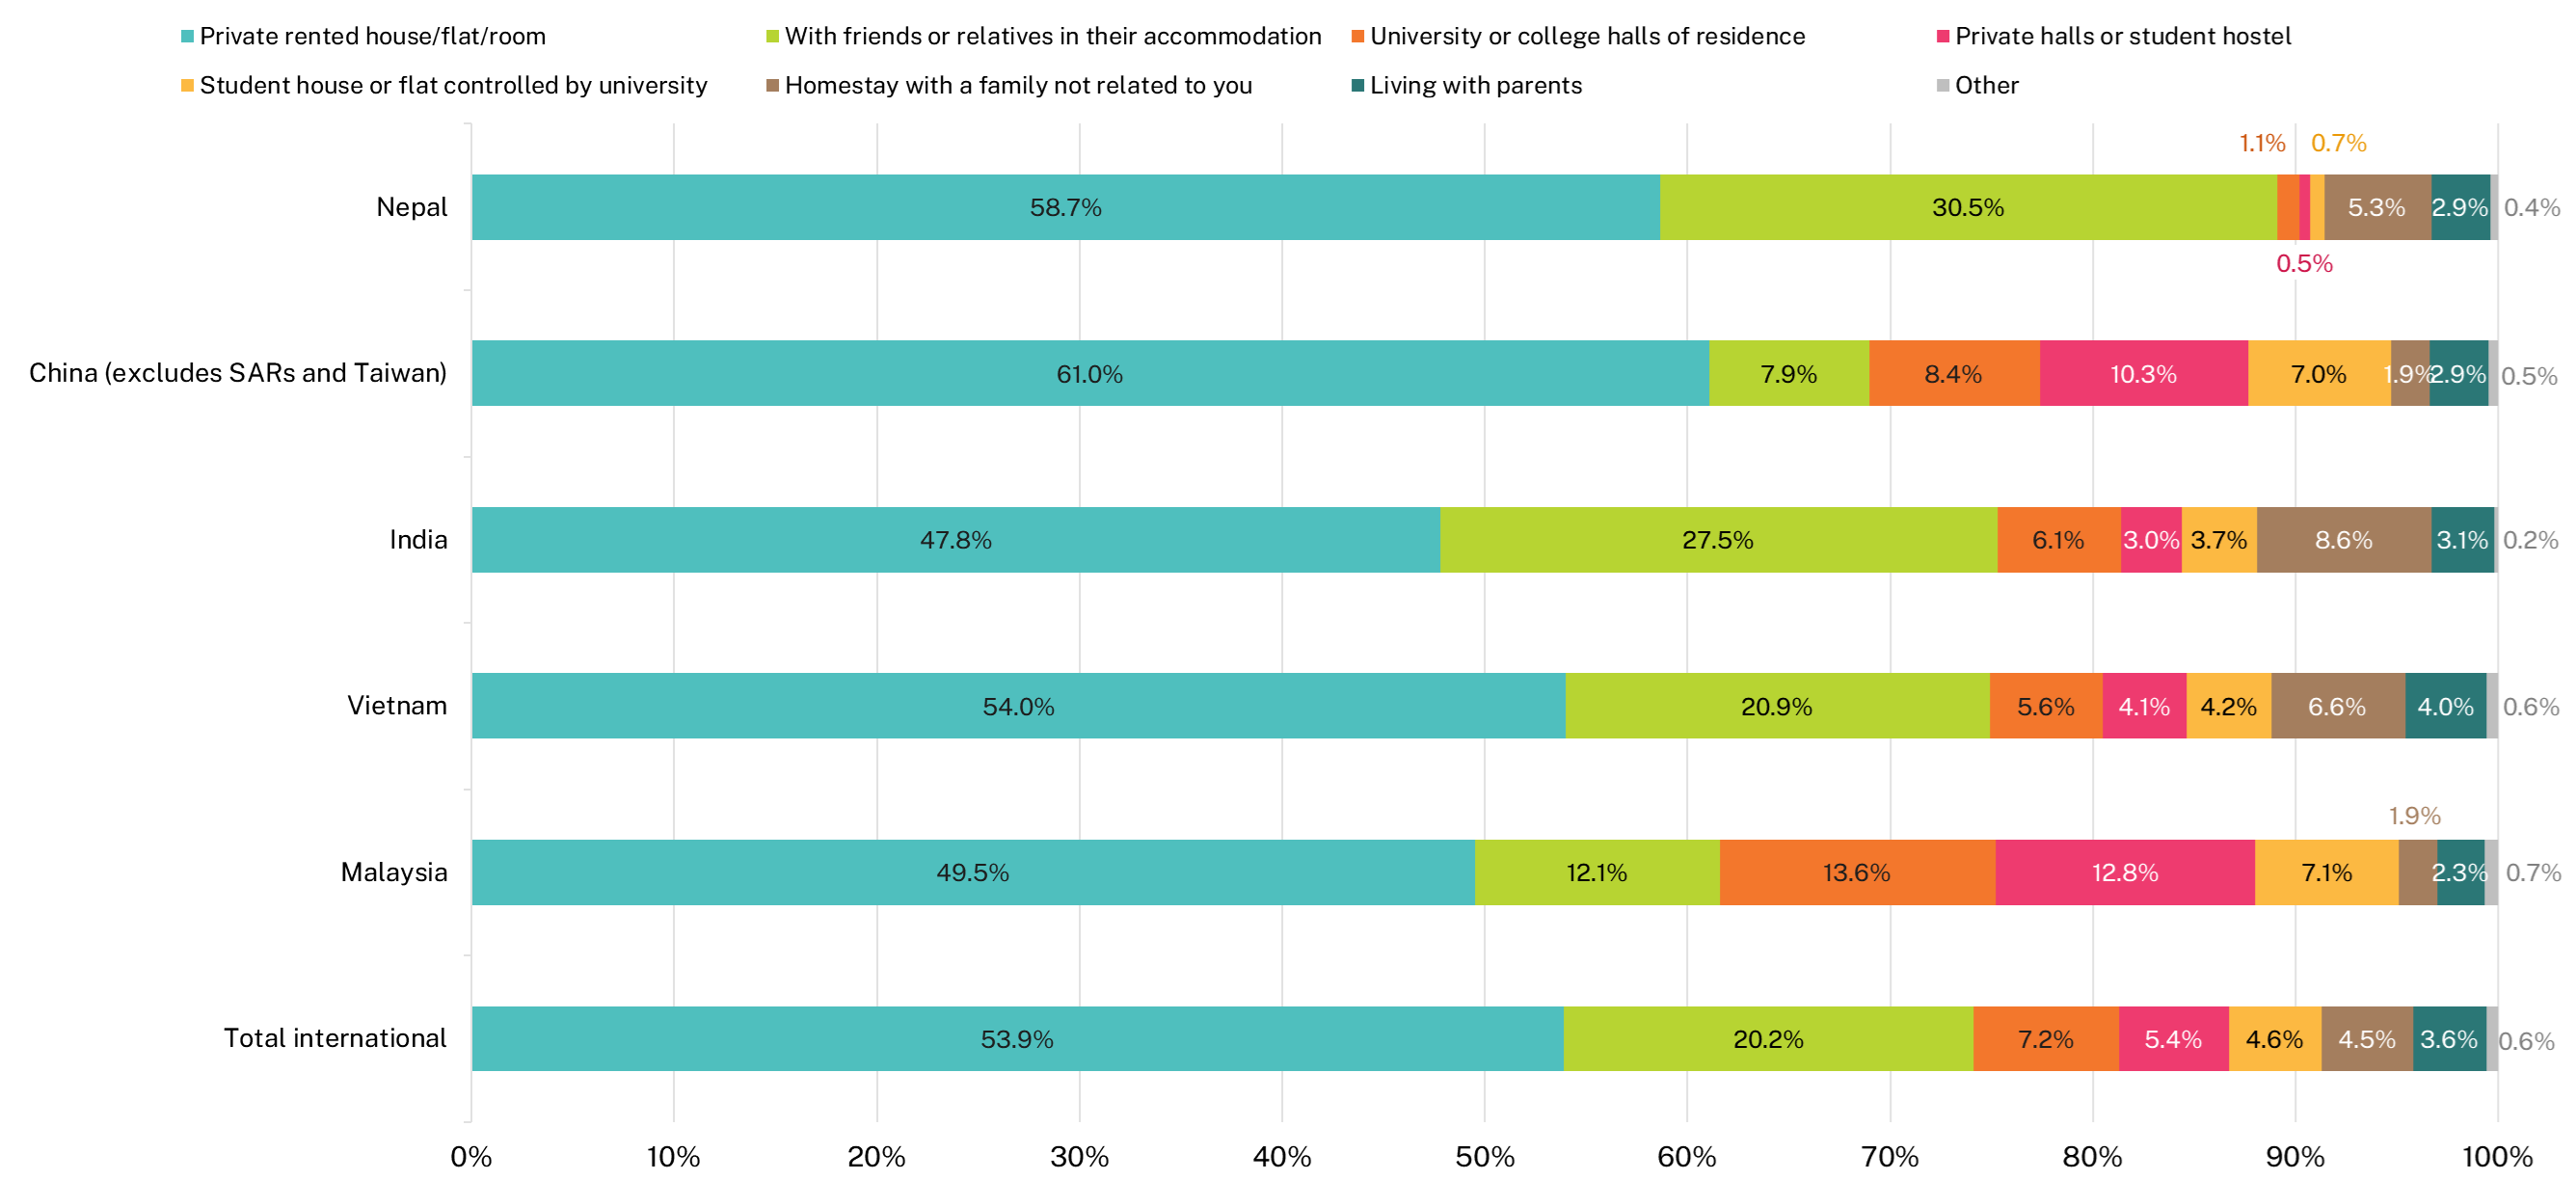 Private rented house/flat/room With friends or relatives in their accommodation University or college halls of residence Private halls or student hostel
Student house or flat controlled by university Homestay with a family not related to you Living with parents Other
1.1% 0.7%
Nepal 58.7% 30.5% 5.3% 2.9% 0.4%
0.5%
China (excludes SARs and Taiwan) 61.0% 7.9% 8.4% 10.3% 7.0% 1.9% 2.9% 0.5%
India 47.8% 27.5% 6.1% 3.0% 3.7% 8.6% 3.1% 0.2%
Vietnam 54.0% 20.9% 5.6% 4.1% 4.2% 6.6% 4.0% 0.6%
1.9%
Malaysia 49.5% 12.1% 13.6% 12.8% 7.1% 2.3% 0.7%
Total international 53.9% 20.2% 7.2% 5.4% 4.6% 4.5% 3.6% 0.6%
0% 10% 20% 30% 40% 50% 60% 70% 80% 90% 100%